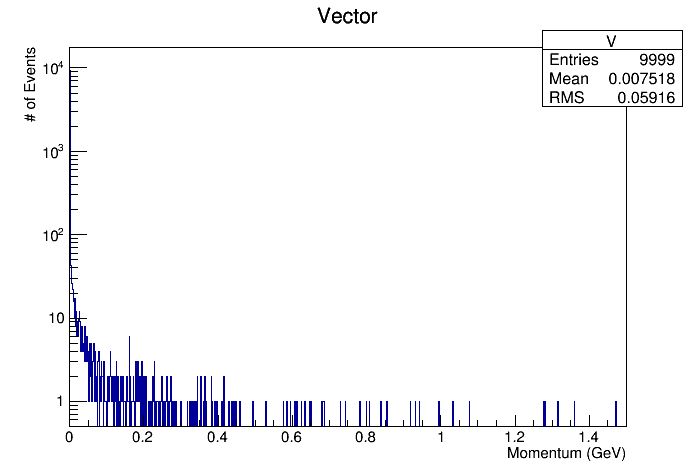 Vector
V
Entries 9999
Mean 0.007518
RMS 0.05916
# of Events
10⁴
10³
10²
10
1
0 0.2 0.4 0.6 0.8 1 1.2 1.4
Momentum (GeV)